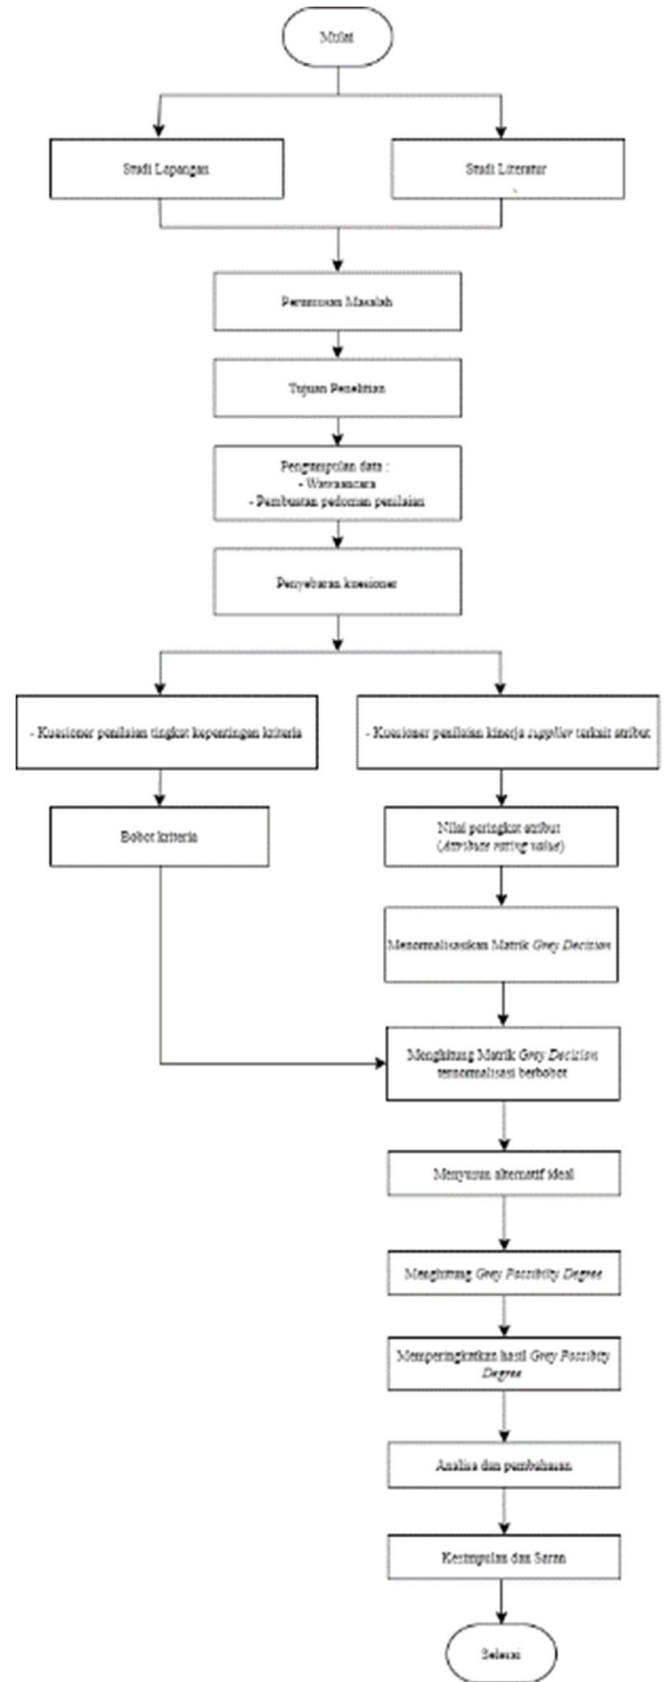 Mulai
Studi Lapangan
Studi Literatur
Perumusan Masalah
Tujuan Penelitian
Pengumpulan data :
- Wawaancara
- Pembuatan pedoman penilaian
Penyebaran kuesioner
- Kuesioner penilaian tingkat kepentingan kriteria
- Kuesioner penilaian kinerja supplier terkait atribut
Bobot kriteria
Nilai peringkat atribut
(Attribute rating value)
Menormalisasikan Matrik Grey Decision
Menghitung Matrik Grey Decision
ternormalisasi berbobot
Menyusun alternatif ideal
Menghitung Grey Possibilty Degree
Memperingkatkan hasil Grey Possibity
Degree
Analisa dan pembahasan
Kesimpulan dan Saran
Selesai